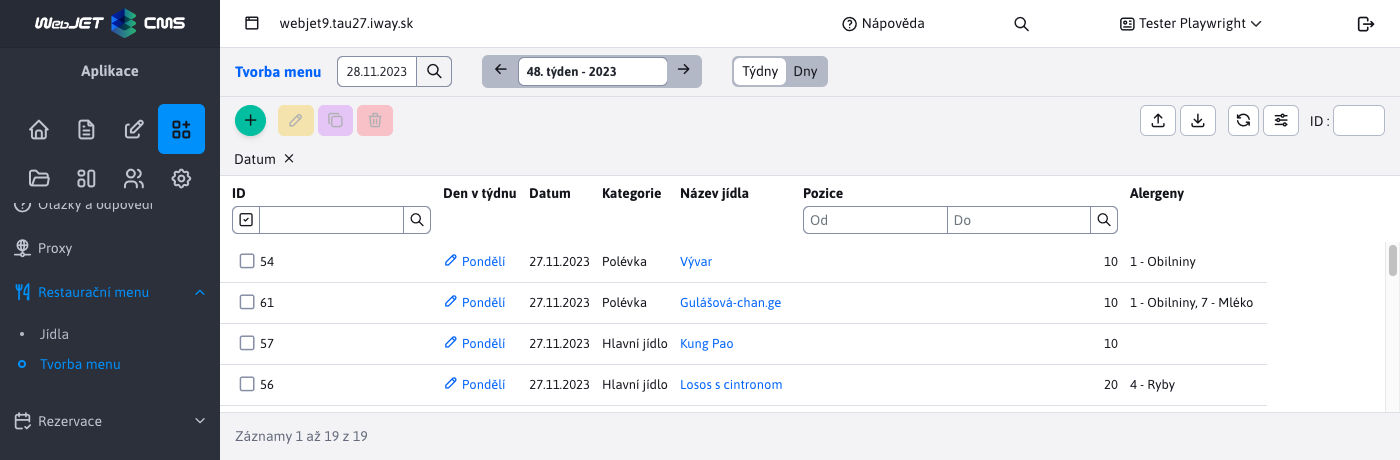 WebJET CMS
webjet9.tau27.iway.sk
Nápověda
Tester Playwright
Aplikace
Otázky a odpovědi
Proxy
Restaurační menu
Jídla
Tvorba menu
Rezervace
Tvorba menu
28.11.2023
48. týden - 2023
Týdny Dny
ID :
Datum ×
ID Den v týdnu Datum Kategorie Název jídla Pozice Alergeny
Od Do
54 Pondělí 27.11.2023 Polévka Vývar 10 1 - Obilniny
61 Pondělí 27.11.2023 Polévka Gulášová-chan.ge 10 1 - Obilniny, 7 - Mléko
57 Pondělí 27.11.2023 Hlavní jídlo Kung Pao 10
56 Pondělí 27.11.2023 Hlavní jídlo Losos s cintronom 20 4 - Ryby
Záznamy 1 až 19 z 19